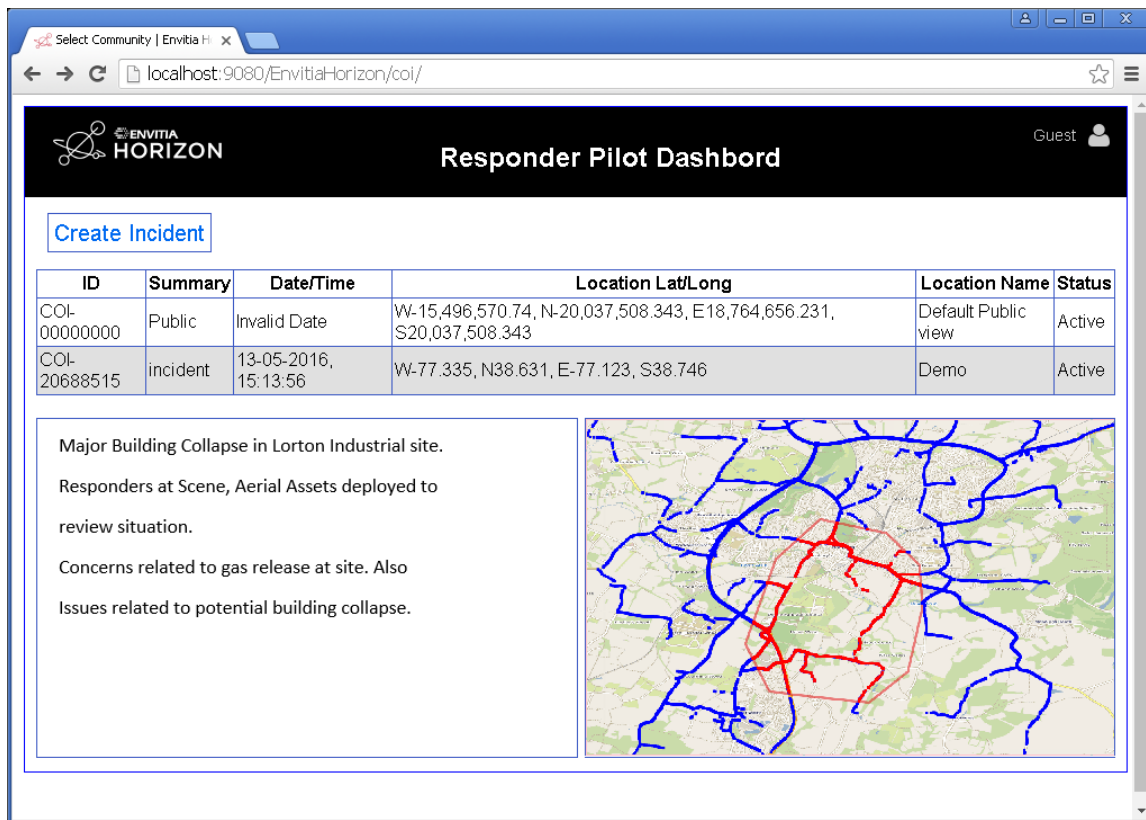 Select Community | Envitia H
localhost:9080/EnvitiaHorizon/coi/
ENVITIA
HORIZON
Responder Pilot Dashbord
Guest
Create Incident
ID Summary Date/Time Location Lat/Long Location Name Status
COI-00000000 Public Invalid Date W-15,496,570.74, N-20,037,508.343, E18,764,656.231, S20,037,508.343 Default Public view Active
COI-20688515 incident 13-05-2016, 15:13:56 W-77.335, N38.631, E-77.123, S38.746 Demo Active
Major Building Collapse in Lorton Industrial site.
Responders at Scene, Aerial Assets deployed to
review situation.
Concerns related to gas release at site. Also
Issues related to potential building collapse.